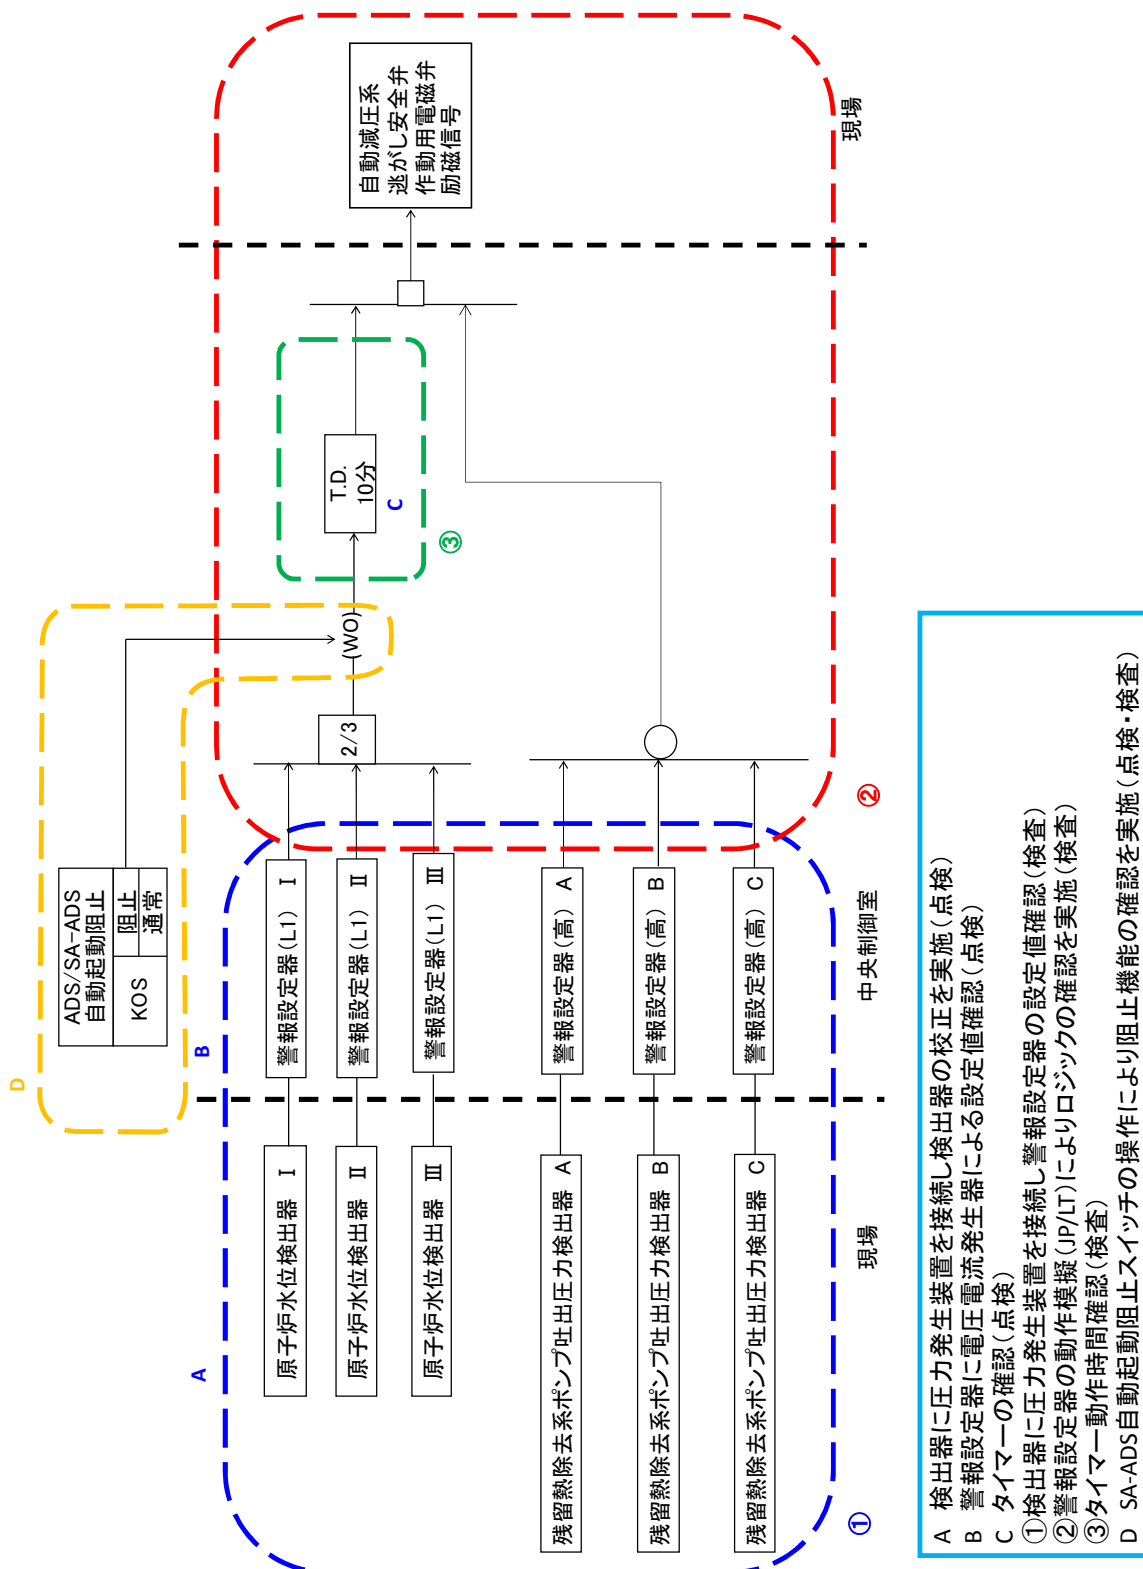 D
ADS/SA-ADS
自動起動阻止
KOS
阻止
通常
A
B
原子炉水位検出器 Ⅰ
警報設定器(L1) Ⅰ
原子炉水位検出器 Ⅱ
警報設定器(L1) Ⅱ
原子炉水位検出器 Ⅲ
警報設定器(L1) Ⅲ
2/3
(WO)
T.D.
10分
C
③
自動減圧系
逃がし安全弁
作動用電磁弁
励磁信号
残留熱除去系ポンプ吐出圧力検出器 A
警報設定器(高) A
残留熱除去系ポンプ吐出圧力検出器 B
警報設定器(高) B
残留熱除去系ポンプ吐出圧力検出器 C
警報設定器(高) C
①
現場
中央制御室
②
現場
A 検出器に圧力発生装置を接続し検出器の校正を実施(点検)
B 警報設定器に電圧電流発生器による設定値確認(点検)
C タイマーの確認(点検)
①検出器に圧力発生装置を接続し警報設定器の設定値確認(検査)
②警報設定器の動作模擬(JP/LT)によりロジックの確認を実施(検査)
③タイマー動作時間確認(検査)
D SA-ADS自動起動阻止スイッチの操作により阻止機能の確認を実施(点検・検査)